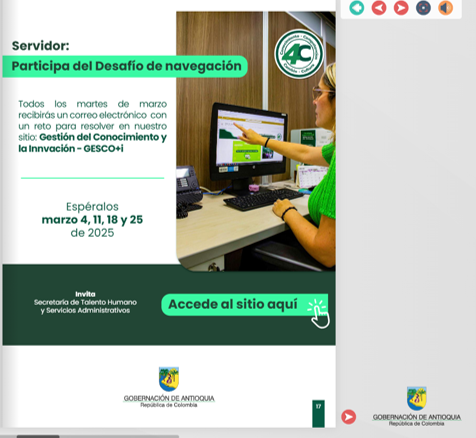 Servidor:
Participa del Desafío de navegación
Todos los martes de marzo
recibirás un correo electrónico con
un reto para resolver en nuestro
sitio: Gestión del Conocimiento y
la Innvación - GESCO+i
Espéralos
marzo 4, 11, 18 y 25
de 2025
4C
Invita
Secretaría de Talento Humano
y Servicios Administrativos
Accede al sitio aquí
GOBERNACIÓN DE ANTIOQUIA
República de Colombia
17
GOBERNACIÓN DE ANTIOQUIA
República de Colombia